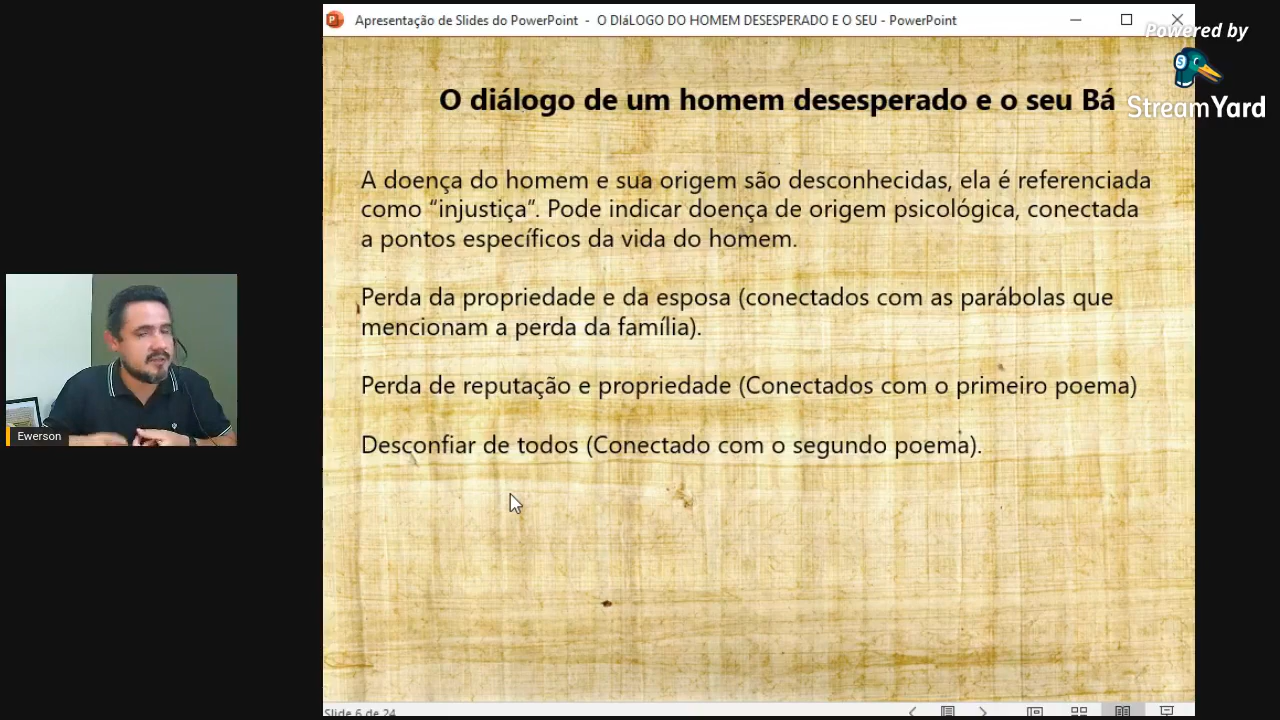 Apresentação de Slides do PowerPoint - O DIáLOGO DO HOMEM DESESPERADO E O SEU - PowerPoint
Powered by
StreamYard
O diálogo de um homem desesperado e o seu Bá
A doença do homem e sua origem são desconhecidas, ela é referenciada
como “injustiça”. Pode indicar doença de origem psicológica, conectada
a pontos específicos da vida do homem.
Perda da propriedade e da esposa (conectados com as parábolas que
mencionam a perda da família).
Perda de reputação e propriedade (Conectados com o primeiro poema)
Desconfiar de todos (Conectado com o segundo poema).
Ewerson
Slide 6 de 24